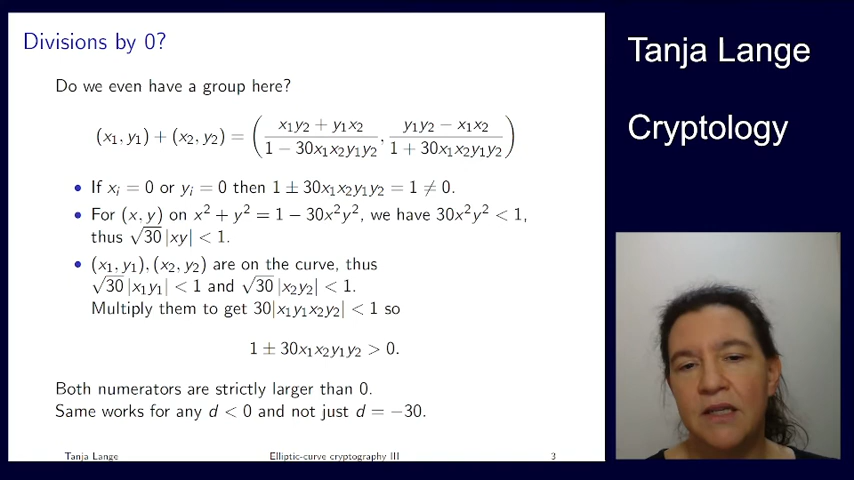 Divisions by 0?
Do we even have a group here?
(x₁, y₁) + (x₂, y₂) = ( (x₁y₂ + y₁x₂)/(1 − 30x₁x₂y₁y₂), (y₁y₂ − x₁x₂)/(1 + 30x₁x₂y₁y₂) )
• If xᵢ = 0 or yᵢ = 0 then 1 ± 30x₁x₂y₁y₂ = 1 ≠ 0.
• For (x, y) on x² + y² = 1 − 30x²y², we have 30x²y² < 1,
thus √30 |xy| < 1.
• (x₁, y₁), (x₂, y₂) are on the curve, thus
√30 |x₁y₁| < 1 and √30 |x₂y₂| < 1.
Multiply them to get 30|x₁y₁x₂y₂| < 1 so
1 ± 30x₁x₂y₁y₂ > 0.
Both numerators are strictly larger than 0.
Same works for any d < 0 and not just d = −30.
Tanja Lange Elliptic-curve cryptography III 3
Tanja Lange
Cryptology